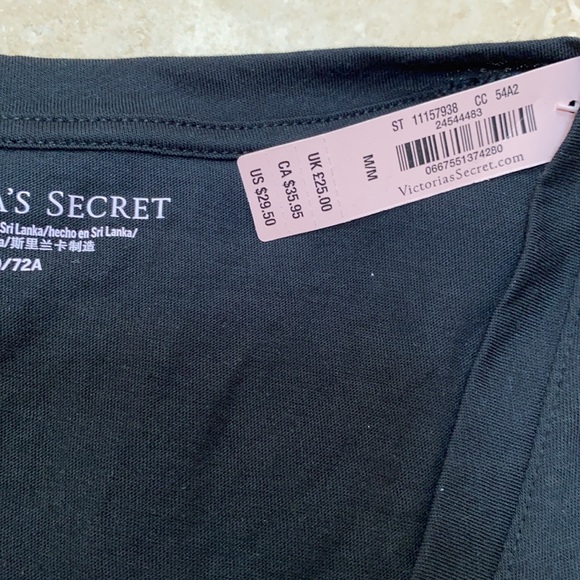 A'S SECRET
Sri Lanka/hecho en Sri Lanka/
a/斯里兰卡制造
/72A
ST 11157938 CC 54A2
24544483
0667551374280
VictoriasSecret.com
M/M
UK £25.00
CA $35.95
US $29.50